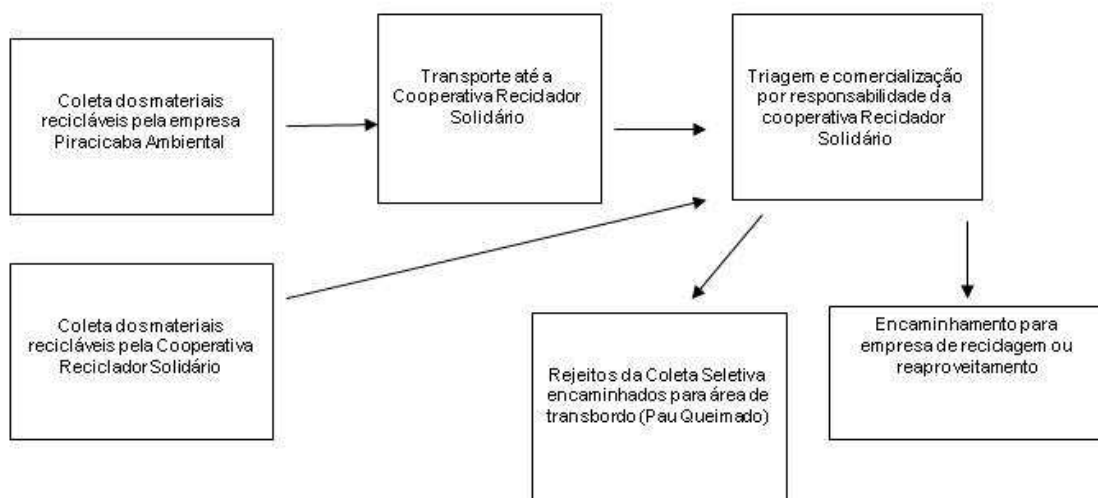 Coleta dos materiais
recicláveis pela empresa
Piracicaba Ambiental
Transporte até a
Cooperativa Reciclador
Solidário
Triagem e comercialização
por responsabilidade da
cooperativa Reciclador
Solidário
Coleta dos materiais
recicláveis pela Cooperativa
Reciclador Solidário
Rejeitos da Coleta Seletiva
encaminhados para área de
transbordo (Pau Queimado)
Encaminhamento para
empresa de reciclagem ou
reaproveitamento